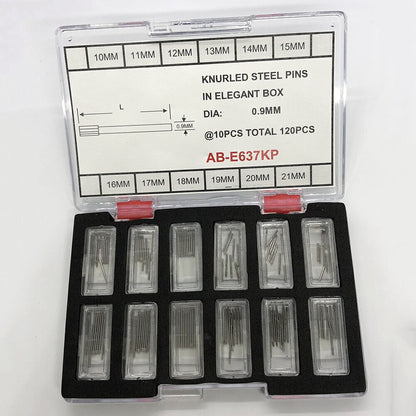 10MM 11MM 12MM 13MM 14MM 15MM
KNURLED STEEL PINS
IN ELEGANT BOX
DIA: 0.9MM
L
0.9MM
@10PCS TOTAL 120PCS
AB-E637KP
16MM 17MM 18MM 19MM 20MM 21MM